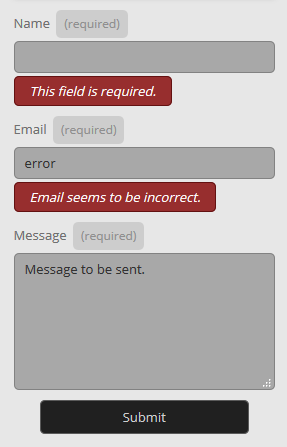 Name (required)
This field is required.
Email (required)
error
Email seems to be incorrect.
Message (required)
Message to be sent.
Submit